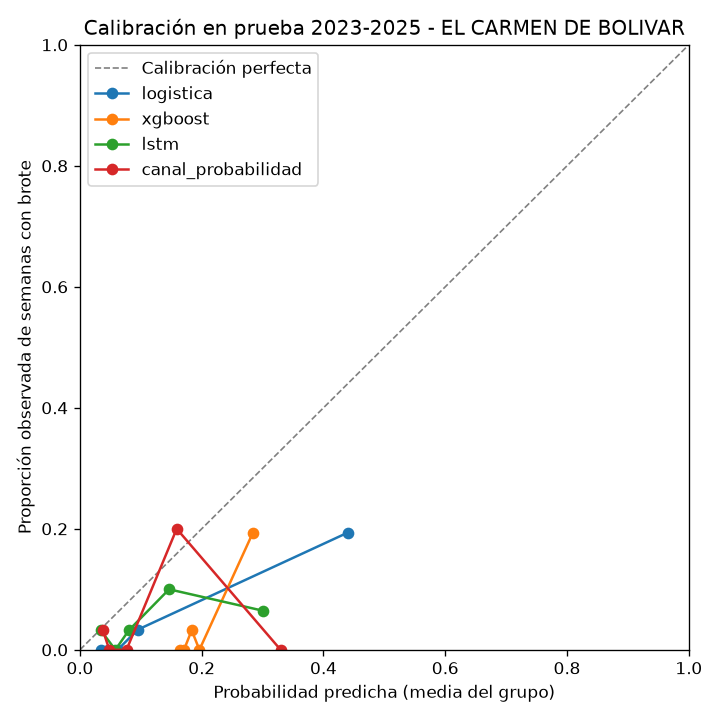 Calibración en prueba 2023-2025 - EL CARMEN DE BOLIVAR
Calibración perfecta
logistica
xgboost
lstm
canal_probabilidad
Proporción observada de semanas con brote
1.0
0.8
0.6
0.4
0.2
0.0
0.0 0.2 0.4 0.6 0.8 1.0
Probabilidad predicha (media del grupo)